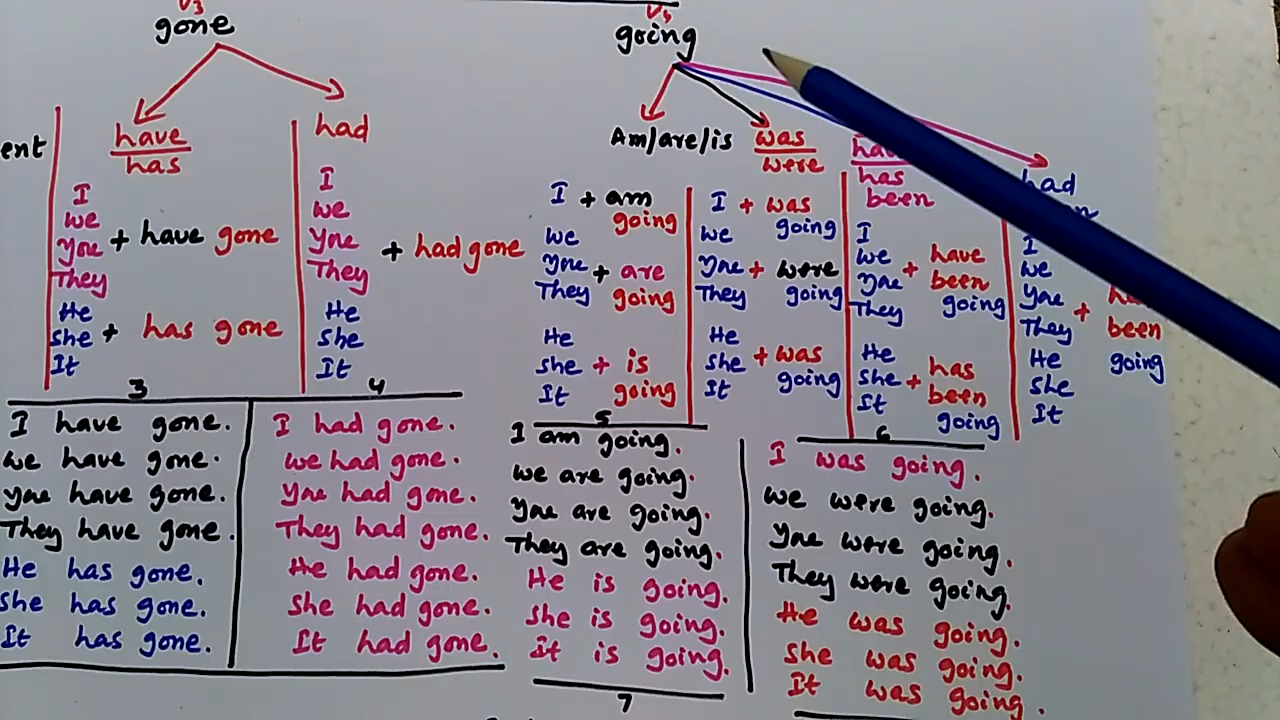 V3
gone
have
has
had
ent
I
we
you + have gone
They
He
she + has gone
It
3
I
we
you
They
+ had gone
He
she
It
4
I have gone.
we have gone.
you have gone.
They have gone.
He has gone.
she has gone.
It has gone.
I had gone.
we had gone.
you had gone.
They had gone.
He had gone.
she had gone.
It had gone.
going
Am/are/is
was
were
has
been
had
I + am
going
we
you + are
They going
He
she + is
It going
5
I + was
we going
you + were
They going
He
she + was
It going
I
we have
you + been
They going
He
she + has
It been
going
6
I
we
you
They +
been
He going
she
It
I am going.
we are going.
you are going.
They are going.
He is going.
she is going.
It is going.
7
I was going.
we were going.
you were going.
They were going.
He was going.
she was going.
It was going.